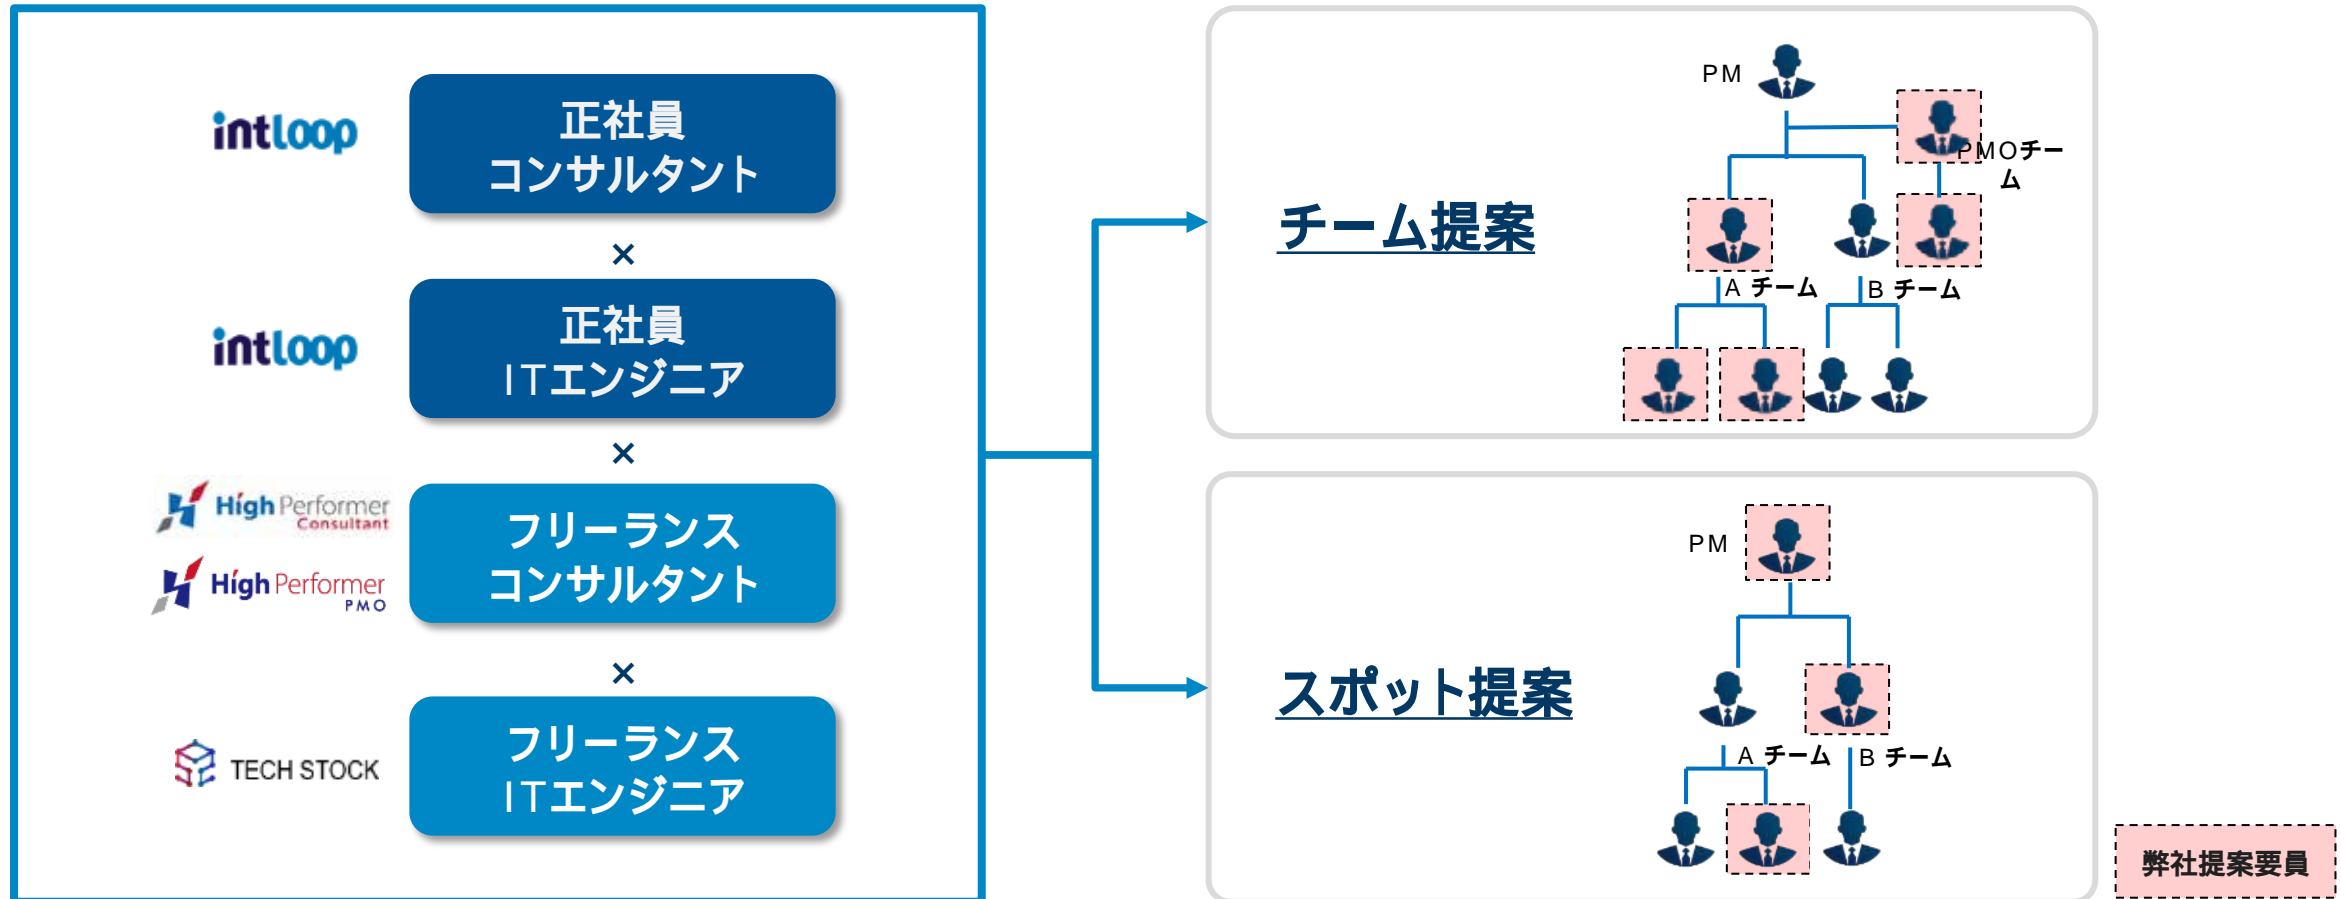 intloop
正社員
コンサルタント
×
intloop
正社員
ITエンジニア
×
High Performer
Consultant
High Performer
PMO
フリーランス
コンサルタント
×
TECH STOCK
フリーランス
ITエンジニア
チーム提案
PM
PMOチー
ム
A チーム
B チーム
スポット提案
PM
A チーム
B チーム
弊社提案要員